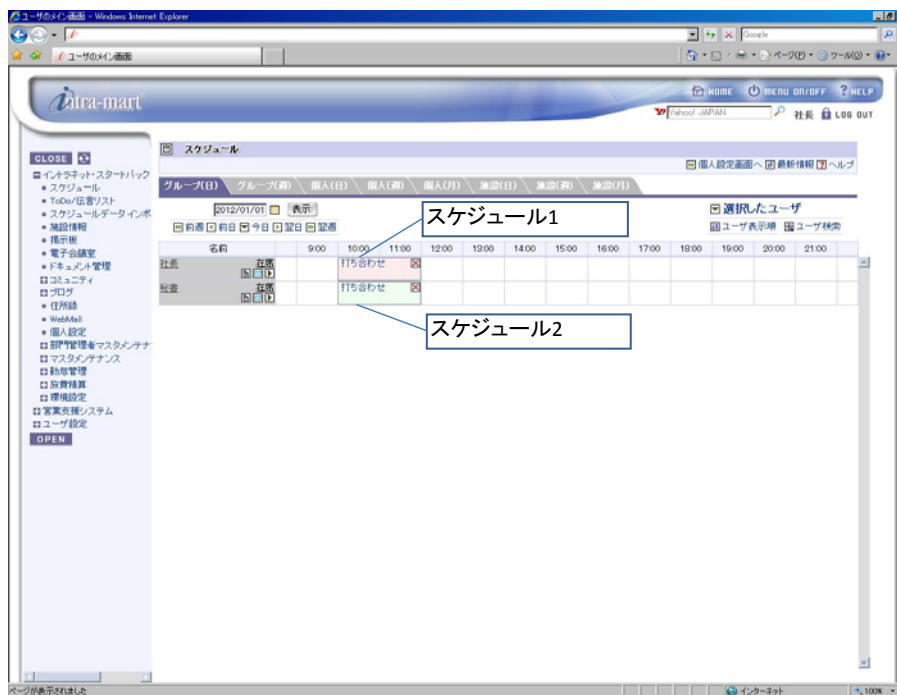 ユーザのメイン画面 - Windows Internet Explorer
Google
ユーザのメイン画面
ページ(P) ツール(O)
intra-mart
HOME MENU ON/OFF ? HELP
Yahoo! JAPAN 社長 LOG OUT
CLOSE
イントラネット・スタートパック
スケジュール
ToDo/伝言リスト
スケジュールデータインポ
施設情報
掲示板
電子会議室
ドキュメント管理
コミュニティ
ブログ
住所録
WebMail
個人設定
部門管理者マスタメンテナ
マスタメンテナンス
勤怠管理
旅費精算
環境設定
営業支援システム
ユーザ設定
OPEN
スケジュール
個人設定画面へ 最新情報 ? ヘルプ
グループ(日) グループ(週) 個人(日) 個人(週) 個人(月) 施設(日) 施設(週) 施設(月)
2012/01/01 表示 選択したユーザ
前週 前日 今日 翌日 翌週 ユーザ表示順 ユーザ検索
名前 9:00 10:00 11:00 12:00 13:00 14:00 15:00 16:00 17:00 18:00 19:00 20:00 21:00
社長 在席 打ち合わせ
秘書 在席 打ち合わせ
スケジュール1
スケジュール2
ページが表示されました インターネット 100%